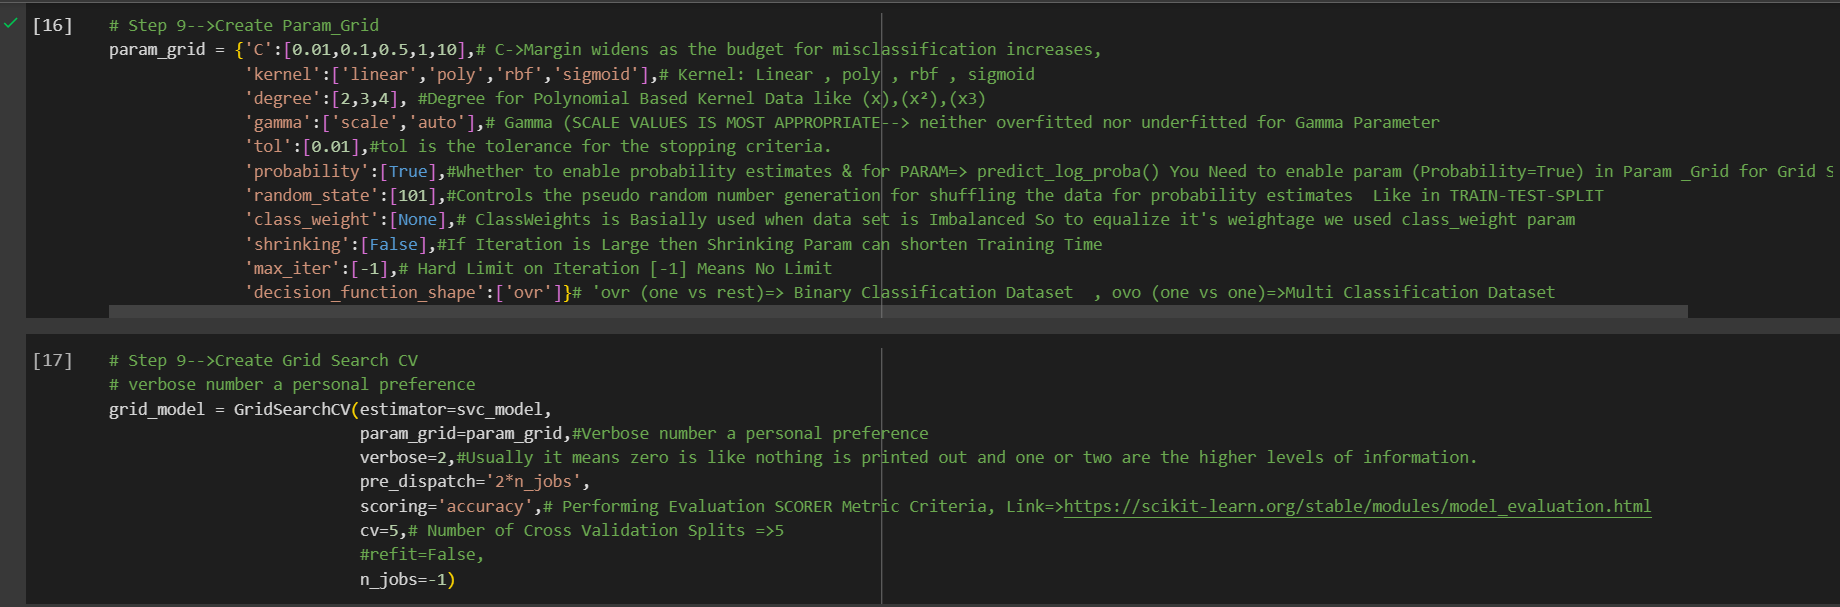 [16] # Step 9-->Create Param_Grid
param_grid = {'C':[0.01,0.1,0.5,1,10],# C->Margin widens as the budget for misclassification increases,
'kernel':['linear','poly','rbf','sigmoid'],# Kernel: Linear , poly , rbf , sigmoid
'degree':[2,3,4], #Degree for Polynomial Based Kernel Data like (x),(x²),(x3)
'gamma':['scale','auto'],# Gamma (SCALE VALUES IS MOST APPROPRIATE--> neither overfitted nor underfitted for Gamma Parameter
'tol':[0.01],#tol is the tolerance for the stopping criteria.
'probability':[True],#Whether to enable probability estimates & for PARAM=> predict_log_proba() You Need to enable param (Probability=True) in Param _Grid for Grid S
'random_state':[101],#Controls the pseudo random number generation for shuffling the data for probability estimates  Like in TRAIN-TEST-SPLIT
'class_weight':[None],# ClassWeights is Basially used when data set is Imbalanced So to equalize it's weightage we used class_weight param
'shrinking':[False],#If Iteration is Large then Shrinking Param can shorten Training Time
'max_iter':[-1],# Hard Limit on Iteration [-1] Means No Limit
'decision_function_shape':['ovr']}# 'ovr (one vs rest)=> Binary Classification Dataset  , ovo (one vs one)=>Multi Classification Dataset
[17] # Step 9-->Create Grid Search CV
# verbose number a personal preference
grid_model = GridSearchCV(estimator=svc_model,
param_grid=param_grid,#Verbose number a personal preference
verbose=2,#Usually it means zero is like nothing is printed out and one or two are the higher levels of information.
pre_dispatch='2*n_jobs',
scoring='accuracy',# Performing Evaluation SCORER Metric Criteria, Link=>https://scikit-learn.org/stable/modules/model_evaluation.html
cv=5,# Number of Cross Validation Splits =>5
#refit=False,
n_jobs=-1)